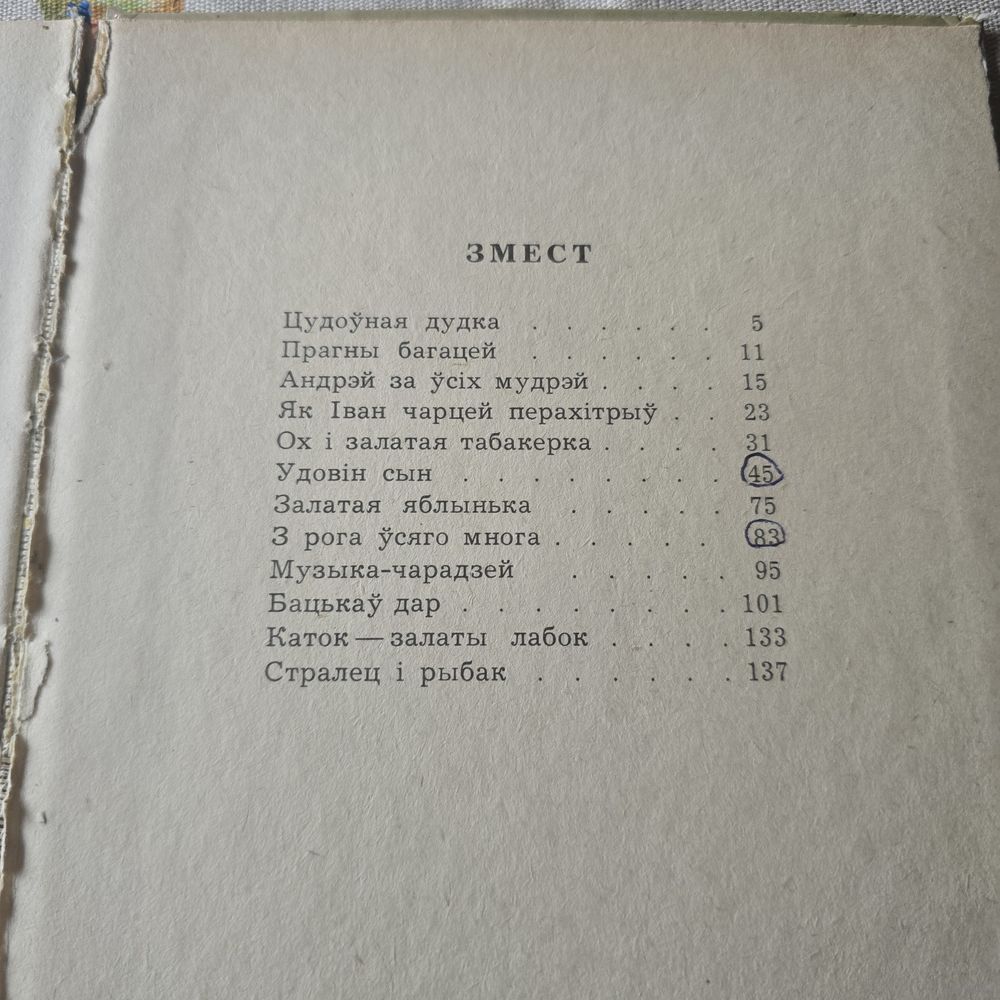 ЗМЕСТ
Цудоўная дудка . . . . . . 5
Прагны багацей . . . . . . 11
Андрэй за ўсіх мудрэй . . . . 15
Як Іван чарцей перахітрыў . . 23
Ох і залатая табакерка . . . . 31
Удовін сын . . . . . . . . 45
Залатая яблынька . . . . . 75
З рога ўсяго многа . . . . . 83
Музыка-чарадзей . . . . . 95
Бацькаў дар . . . . . . . . 101
Каток — залаты лабок . . . . 133
Стралец і рыбак . . . . . . 137